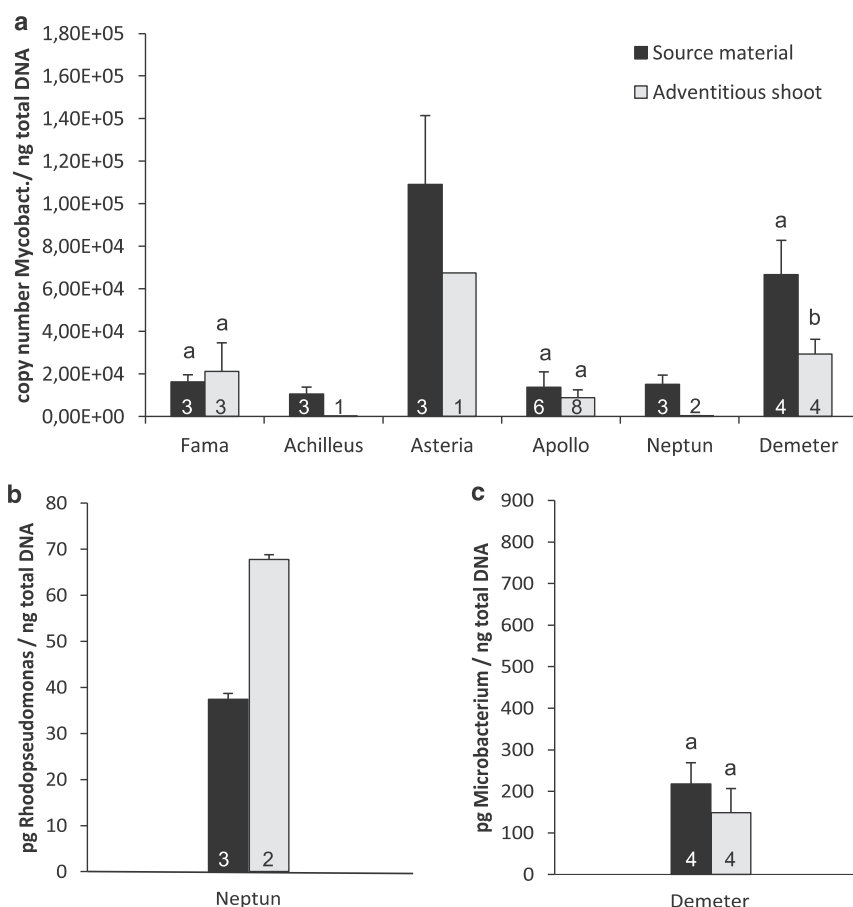 a
copy number Mycobact./ ng total DNA
1,80E+05
1,60E+05
1,40E+05
1,20E+05
1,00E+05
8,00E+04
6,00E+04
4,00E+04
2,00E+04
0,00E+00
Source material
Adventitious shoot
a a a a a b
3 3 3 1 3 1 6 8 3 2 4 4
Fama Achilleus Asteria Apollo Neptun Demeter
b
pg Rhodopseudomonas / ng total DNA
80
70
60
50
40
30
20
10
0
3 2
Neptun
c
pg Microbacterium / ng total DNA
900
800
700
600
500
400
300
200
100
0
a a
4 4
Demeter